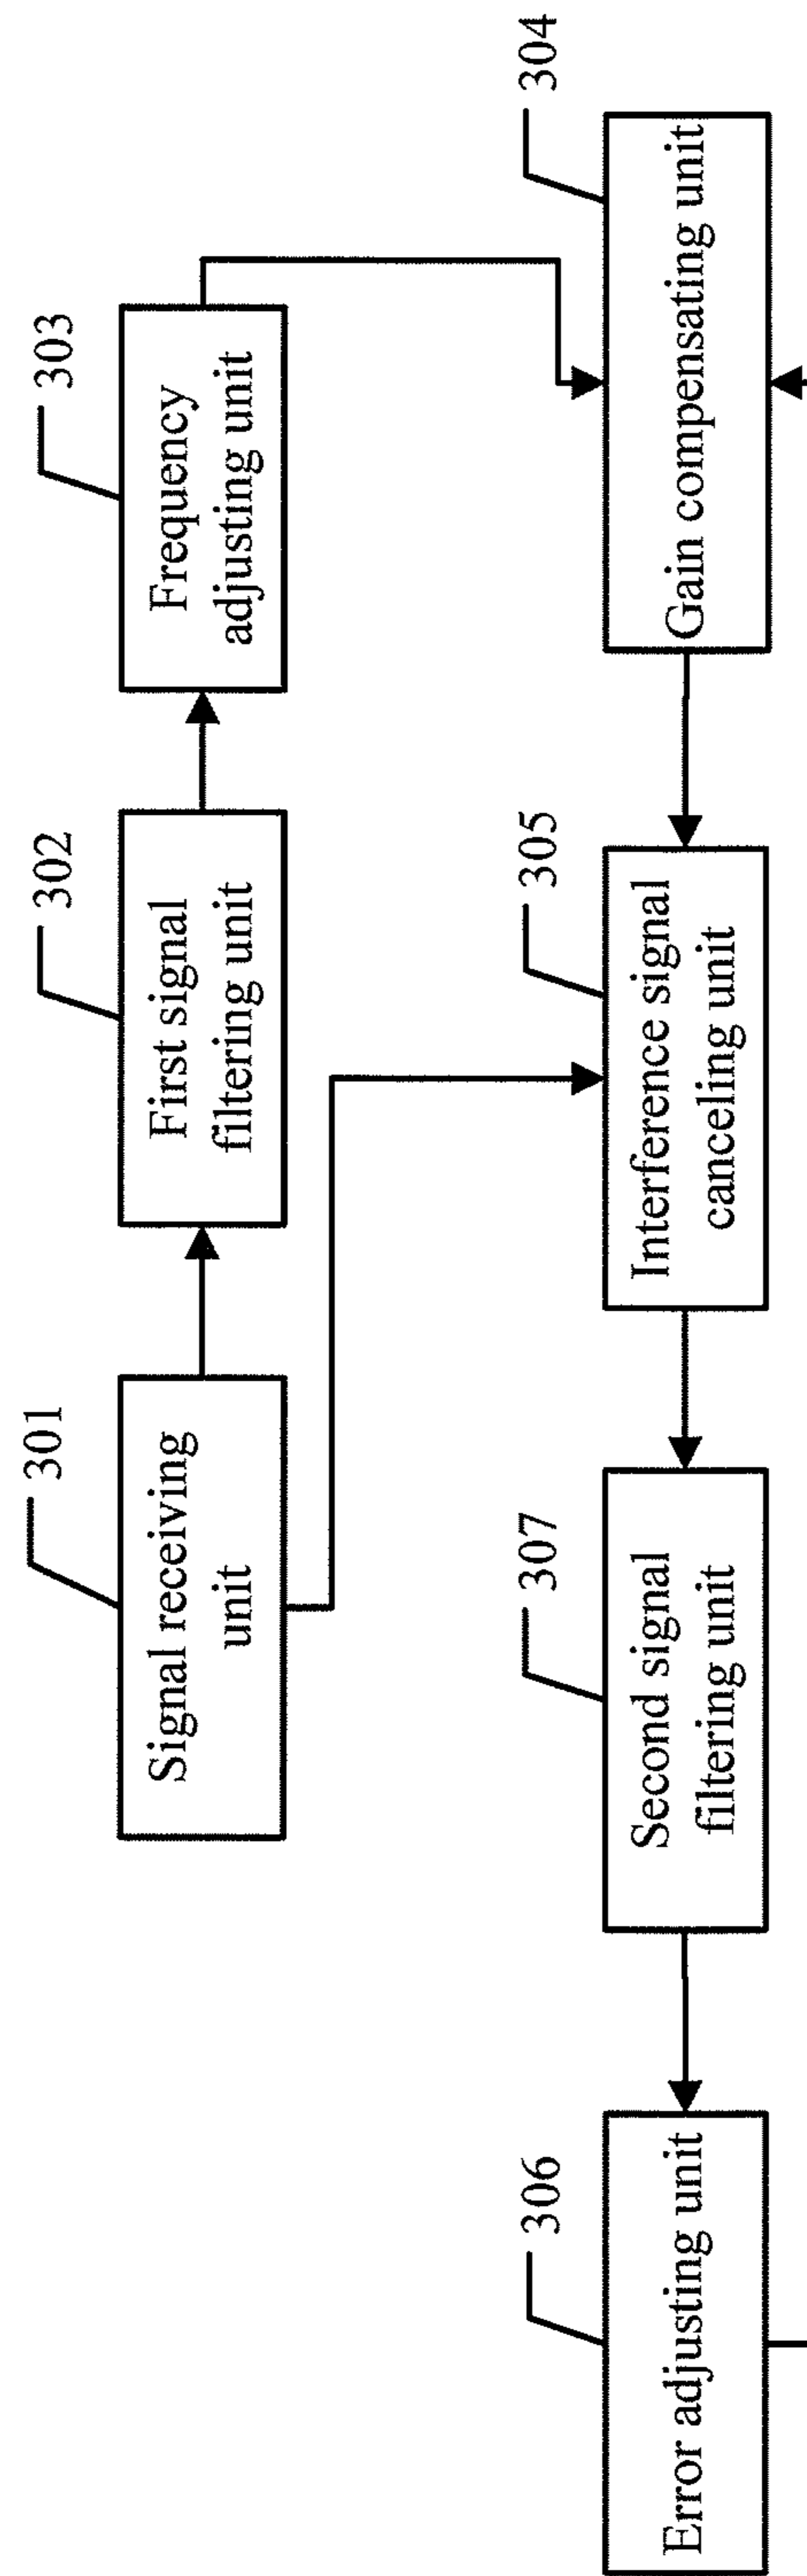 301
Signal receiving
unit
302
First signal
filtering unit
303
Frequency
adjusting unit
306
Error adjusting unit
307
Second signal
filtering unit
305
Interference signal
canceling unit
304
Gain compensating unit